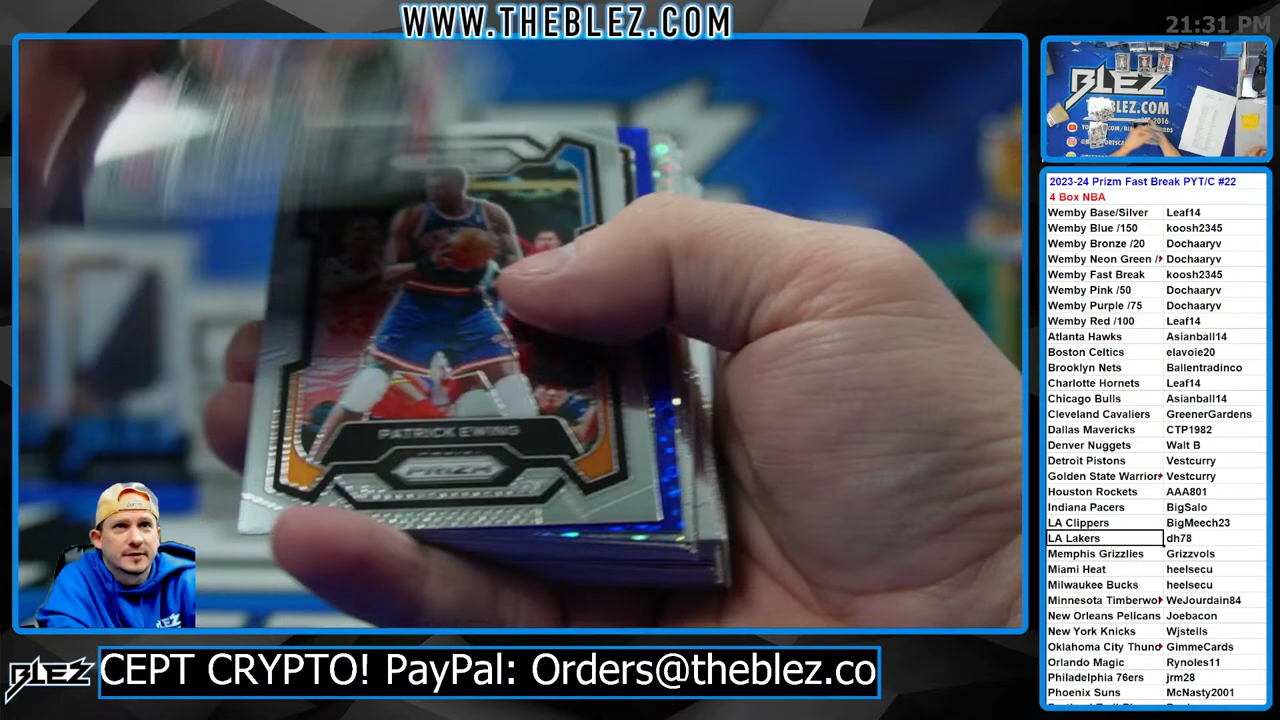 WWW.THEBLEZ.COM
21:31 PM
BLEZ
BLEZ.COM
PATRICK EWING
PRIZM
BLEZ
2023-24 Prizm Fast Break PYT/C #22
4 Box NBA
Wemby Base/Silver Leaf14
Wemby Blue /150 koosh2345
Wemby Bronze /20 Dochaaryv
Wemby Neon Green / Dochaaryv
Wemby Fast Break koosh2345
Wemby Pink /50 Dochaaryv
Wemby Purple /75 Dochaaryv
Wemby Red /100 Leaf14
Atlanta Hawks Asianball14
Boston Celtics elavoie20
Brooklyn Nets Ballentradinco
Charlotte Hornets Leaf14
Chicago Bulls Asianball14
Cleveland Cavaliers GreenerGardens
Dallas Mavericks CTP1982
Denver Nuggets Walt B
Detroit Pistons Vestcurry
Golden State Warrior Vestcurry
Houston Rockets AAA801
Indiana Pacers BigSalo
LA Clippers BigMeech23
LA Lakers dh78
Memphis Grizzlies Grizzvols
Miami Heat heelsecu
Milwaukee Bucks heelsecu
Minnesota Timberwo WeJourdain84
New Orleans Pelicans Joebacon
New York Knicks Wjstells
Oklahoma City Thund GimmeCards
Orlando Magic Rynoles11
Philadelphia 76ers jrm28
Phoenix Suns McNasty2001
BLEZ
CEPT CRYPTO! PayPal: Orders@theblez.co